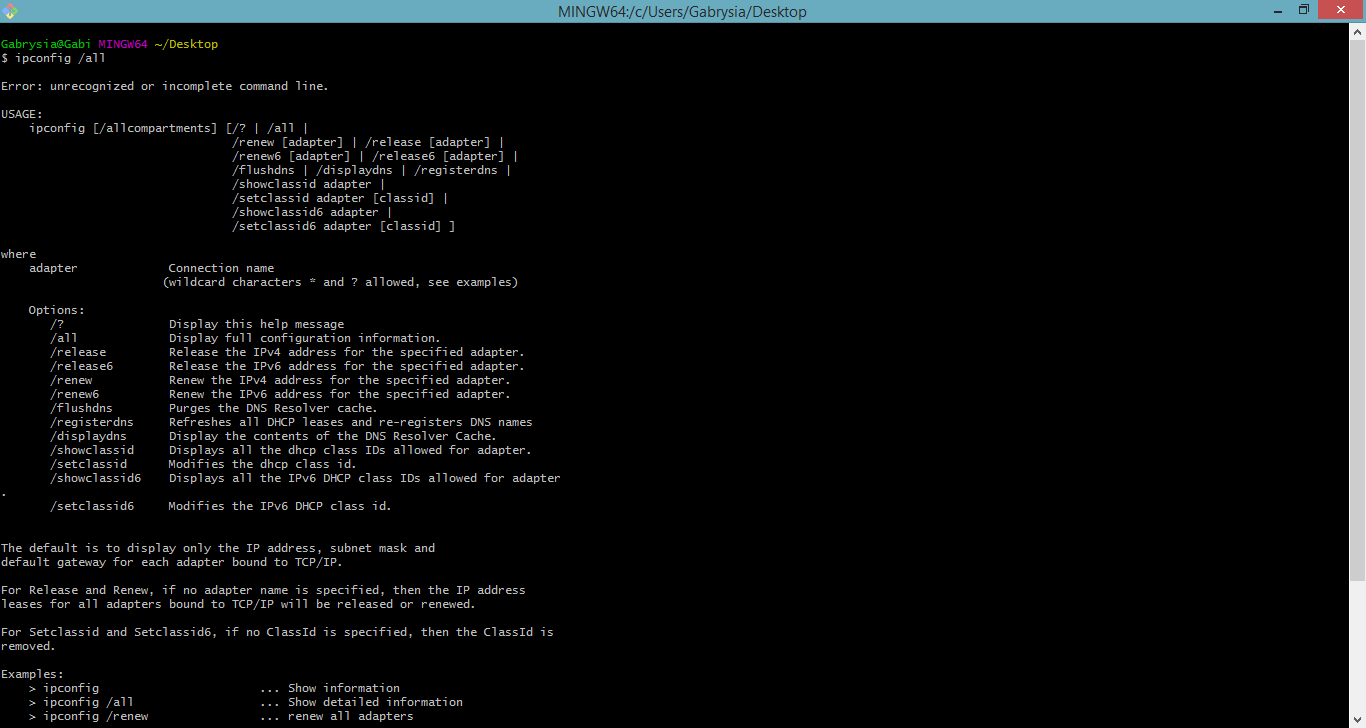 MINGW64:/c/Users/Gabrysia/Desktop
Gabrysia@Gabi MINGW64 ~/Desktop
$ ipconfig /all
Error: unrecognized or incomplete command line.
USAGE:
ipconfig [/allcompartments] [/? | /all |
/renew [adapter] | /release [adapter] |
/renew6 [adapter] | /release6 [adapter] |
/flushdns | /displaydns | /registerdns |
/showclassid adapter |
/setclassid adapter [classid] |
/showclassid6 adapter |
/setclassid6 adapter [classid] ]
where
adapter Connection name
(wildcard characters * and ? allowed, see examples)
Options:
/? Display this help message
/all Display full configuration information.
/release Release the IPv4 address for the specified adapter.
/release6 Release the IPv6 address for the specified adapter.
/renew Renew the IPv4 address for the specified adapter.
/renew6 Renew the IPv6 address for the specified adapter.
/flushdns Purges the DNS Resolver cache.
/registerdns Refreshes all DHCP leases and re-registers DNS names
/displaydns Display the contents of the DNS Resolver Cache.
/showclassid Displays all the dhcp class IDs allowed for adapter.
/setclassid Modifies the dhcp class id.
/showclassid6 Displays all the IPv6 DHCP class IDs allowed for adapter
.
/setclassid6 Modifies the IPv6 DHCP class id.
The default is to display only the IP address, subnet mask and
default gateway for each adapter bound to TCP/IP.
For Release and Renew, if no adapter name is specified, then the IP address
leases for all adapters bound to TCP/IP will be released or renewed.
For Setclassid and Setclassid6, if no ClassId is specified, then the ClassId is
removed.
Examples:
> ipconfig ... Show information
> ipconfig /all ... Show detailed information
> ipconfig /renew ... renew all adapters